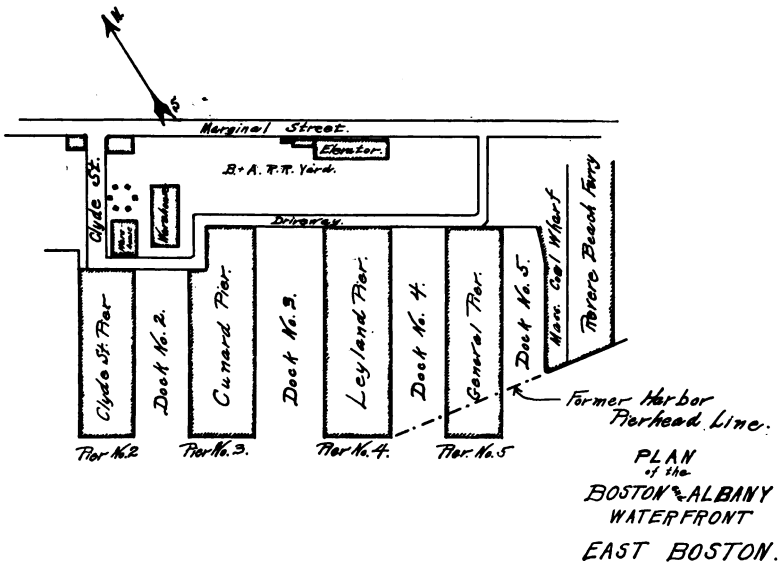 N
S
Marginal Street.
Elevator.
B.+A. R.R. Yard.
Clyde St.
Ware-
house
Warehouse
Driveway.
Clyde St. Pier
Dock No. 2.
Cunard Pier.
Dock No. 3.
Leyland Pier.
Dock No. 4.
General Pier.
Dock No. 5.
Mass. Coal Wharf
Revere Beach Ferry
Former Harbor
Pierhead Line.
Pier No.2
Pier No. 3.
Pier No. 4.
Pier. No. 5
PLAN
of the
BOSTON & ALBANY
WATERFRONT
EAST BOSTON.